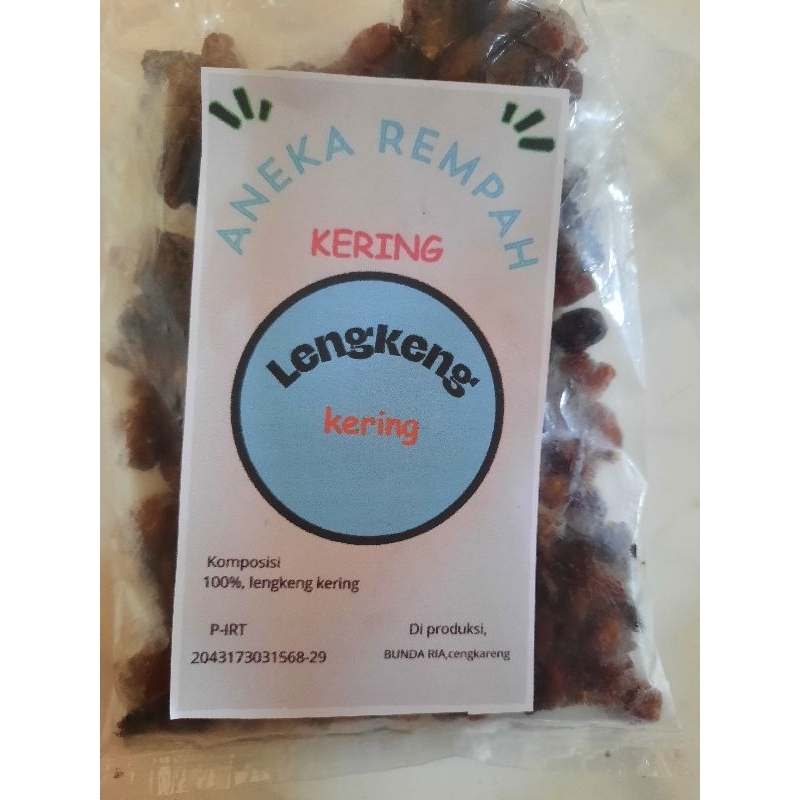 ANEKA REMPAH
KERING
Lengkeng
kering
Komposisi
100%, lengkeng kering
P-IRT
2043173031568-29
Di produksi,
BUNDA RIA,cengkareng